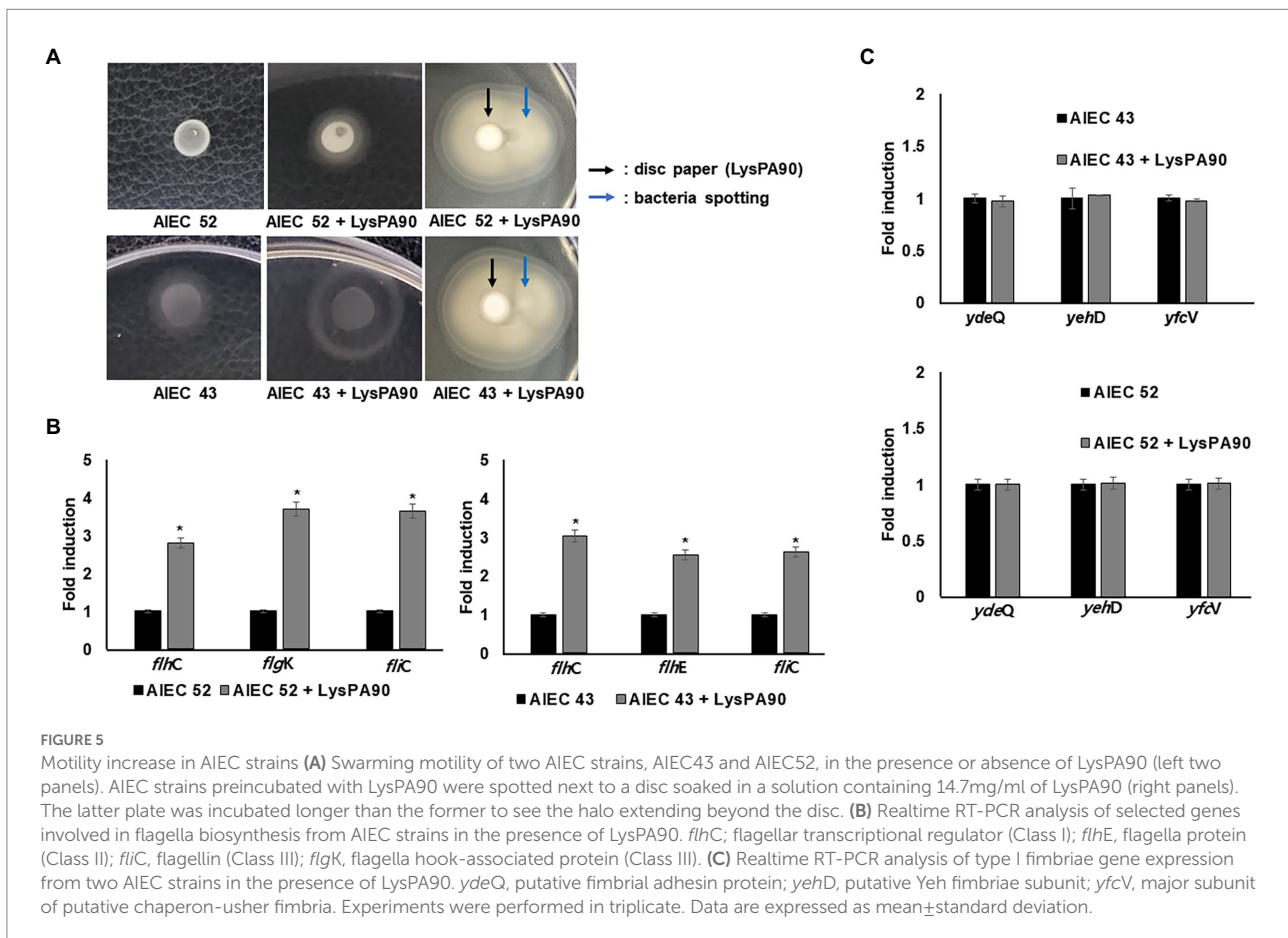 A
AIEC 52
AIEC 52 + LysPA90
AIEC 52 + LysPA90
: disc paper (LysPA90)
: bacteria spotting
AIEC 43
AIEC 43 + LysPA90
AIEC 43 + LysPA90
B
Fold induction
5
4
3
2
1
0
*
*
*
flhC
flgK
fliC
AIEC 52
AIEC 52 + LysPA90
Fold induction
5
4
3
2
1
0
*
*
*
flhC
flhE
fliC
AIEC 43
AIEC 43 + LysPA90
C
Fold induction
2
1.5
1
0.5
0
AIEC 43
AIEC 43 + LysPA90
ydeQ
yehD
yfcV
Fold induction
2
1.5
1
0.5
0
AIEC 52
AIEC 52 + LysPA90
ydeQ
yehD
yfcV
FIGURE 5
Motility increase in AIEC strains (A) Swarming motility of two AIEC strains, AIEC43 and AIEC52, in the presence or absence of LysPA90 (left two
panels). AIEC strains preincubated with LysPA90 were spotted next to a disc soaked in a solution containing 14.7mg/ml of LysPA90 (right panels).
The latter plate was incubated longer than the former to see the halo extending beyond the disc. (B) Realtime RT-PCR analysis of selected genes
involved in flagella biosynthesis from AIEC strains in the presence of LysPA90. flhC; flagellar transcriptional regulator (Class I); flhE, flagella protein
(Class II); fliC, flagellin (Class III); flgK, flagella hook-associated protein (Class III). (C) Realtime RT-PCR analysis of type I fimbriae gene expression
from two AIEC strains in the presence of LysPA90. ydeQ, putative fimbrial adhesin protein; yehD, putative Yeh fimbriae subunit; yfcV, major subunit
of putative chaperon-usher fimbria. Experiments were performed in triplicate. Data are expressed as mean±standard deviation.